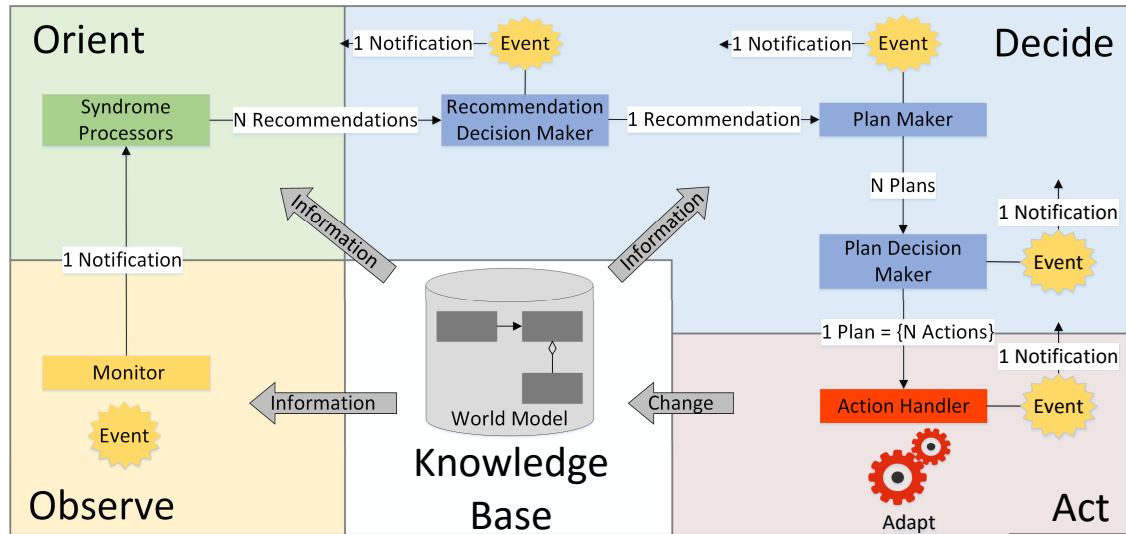 Orient
Decide
1 Notification
Event
1 Notification
Event
Syndrome
Processors
N Recommendations
Recommendation
Decision Maker
1 Recommendation
Plan Maker
N Plans
Information
Information
1 Notification
1 Notification
Plan Decision
Maker
Event
1 Plan = {N Actions}
1 Notification
Monitor
Information
World Model
Change
Action Handler
Event
Event
Knowledge
Base
Observe
Adapt
Act